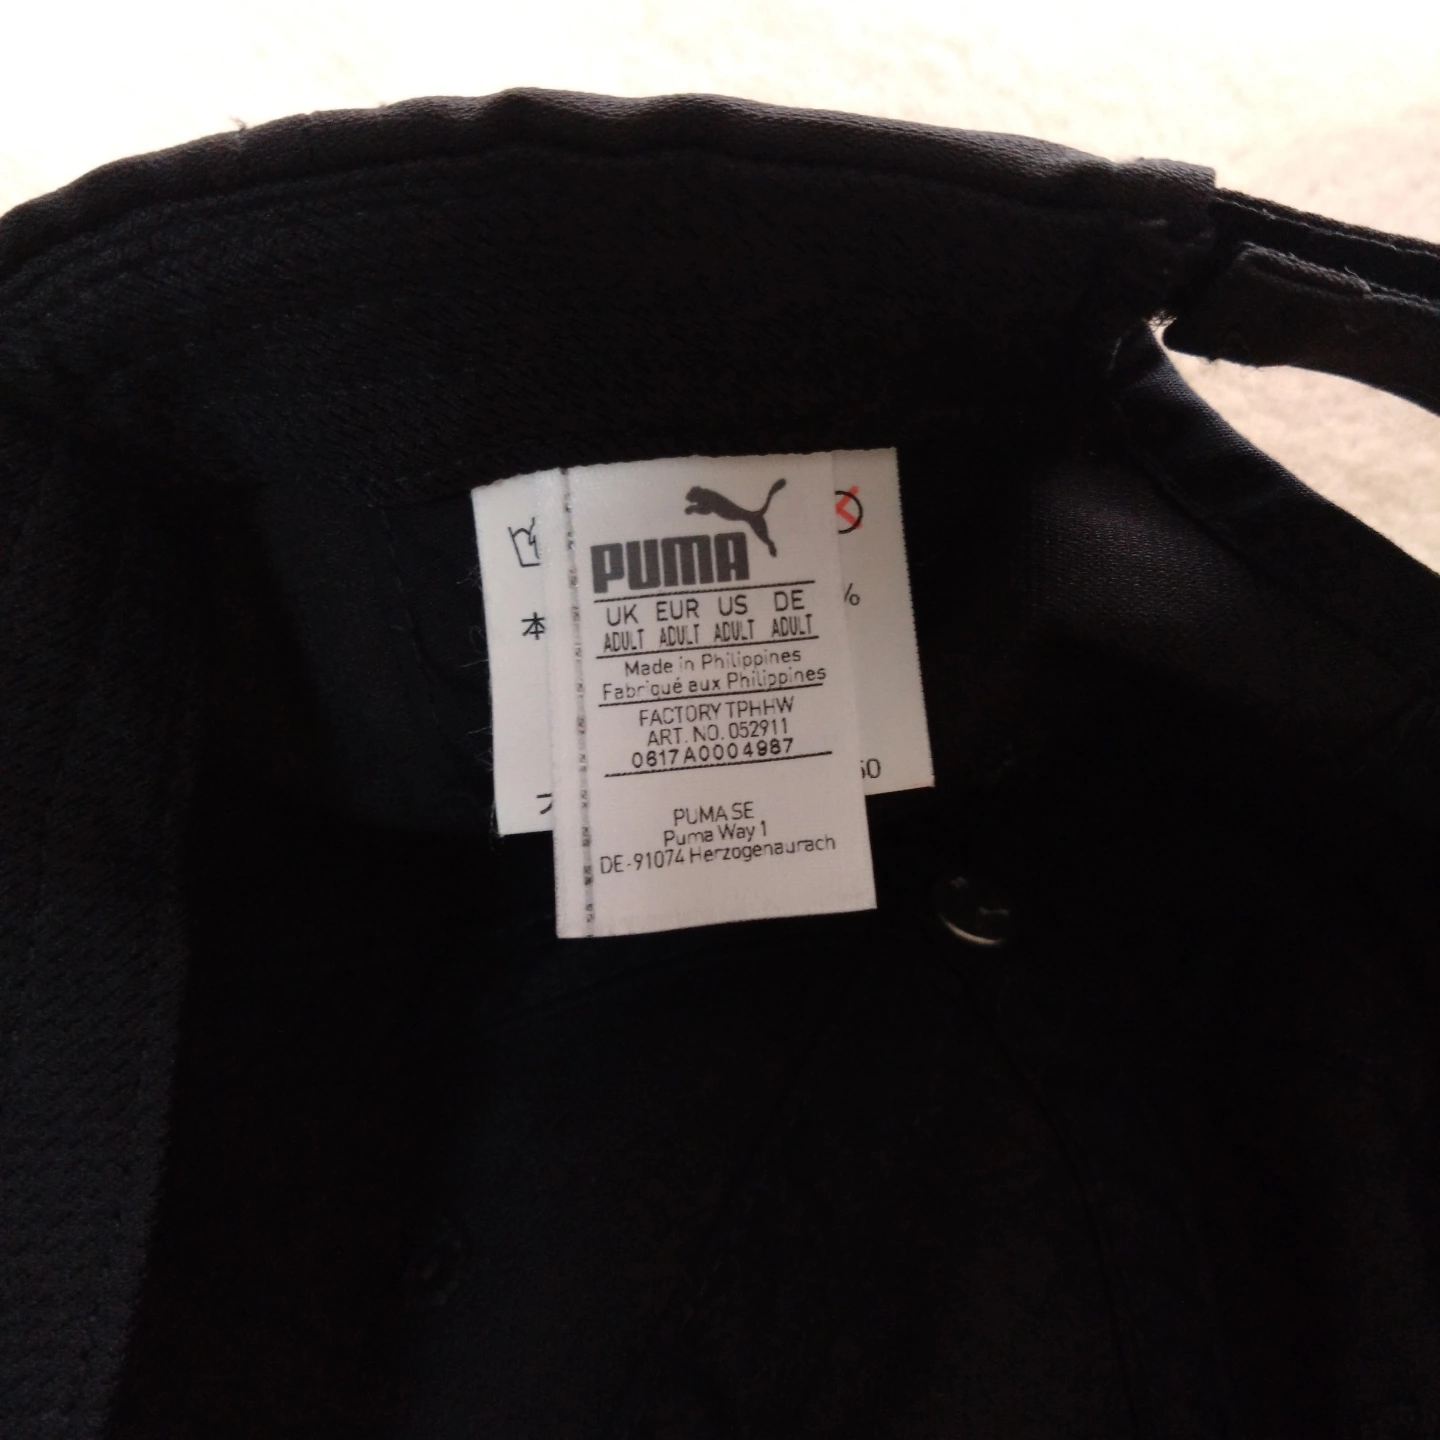 PUMA
UK EUR US DE
ADULT ADULT ADULT ADULT
Made in Philippines
Fabriqué aux Philippines
FACTORY TPHHW
ART. NO. 052911
0617A0004987
PUMA SE
Puma Way 1
DE-91074 Herzogenaurach
本
%